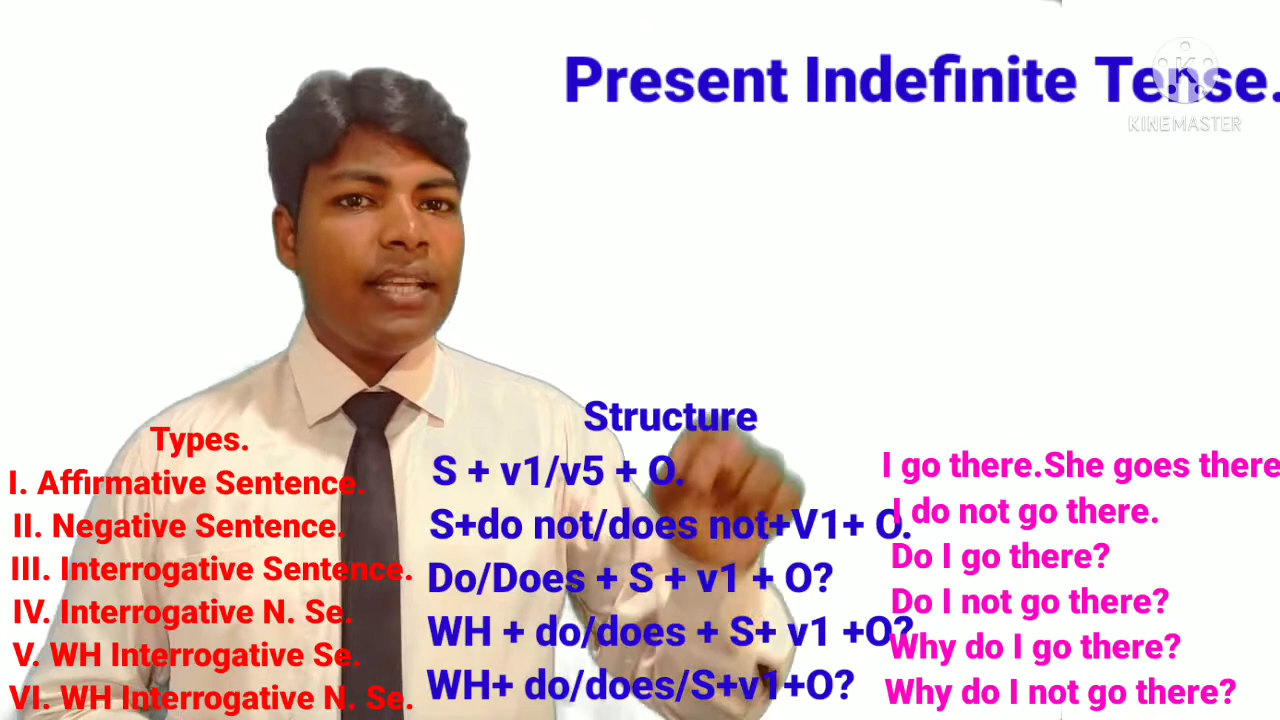 Present Indefinite Tense.
KINEMASTER
Types.
I. Affirmative Sentence.
II. Negative Sentence.
III. Interrogative Sentence.
IV. Interrogative N. Se.
V. WH Interrogative Se.
VI. WH Interrogative N. Se.
Structure
S + v1/v5 + O.
S+do not/does not+V1+ O.
Do/Does + S + v1 + O?
WH + do/does + S+ v1 +O?
WH+ do/does/S+v1+O?
I go there.She goes there
I do not go there.
Do I go there?
Do I not go there?
Why do I go there?
Why do I not go there?